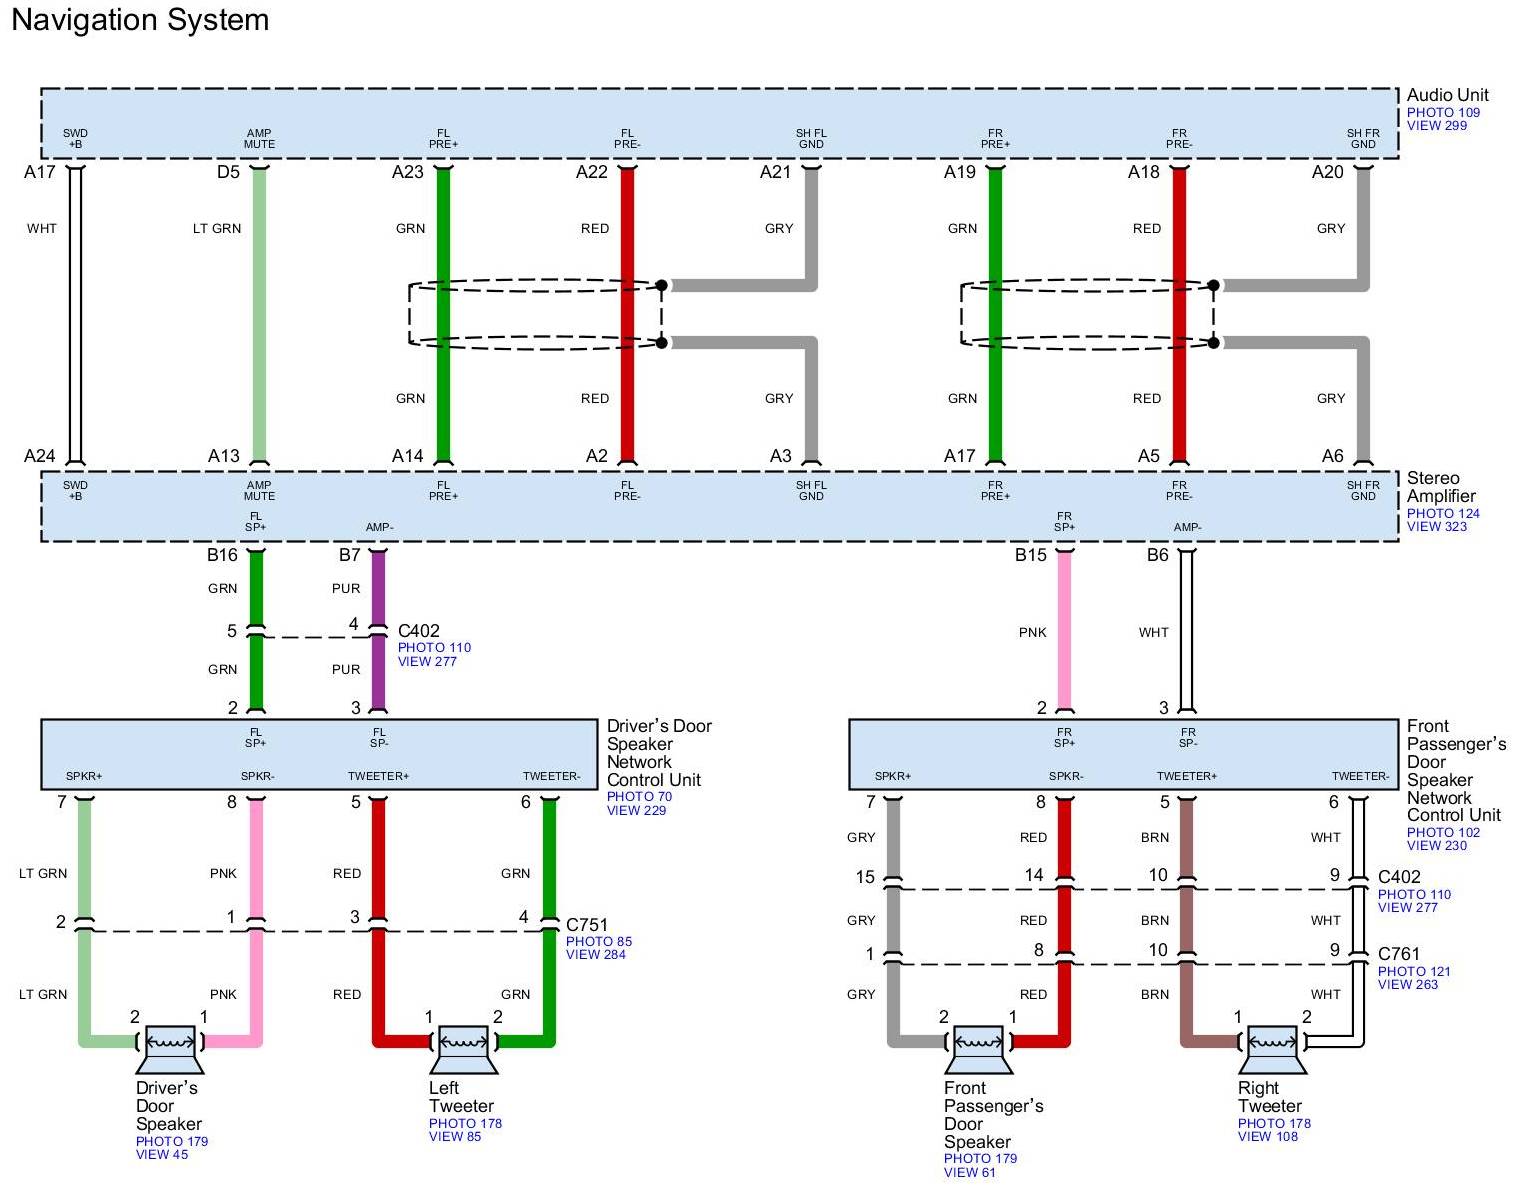 Navigation System
Audio Unit
PHOTO 109
VIEW 299
SWD AMP FL FL SH FL FR FR SH FR
+B MUTE PRE+ PRE- GND PRE+ PRE- GND
A17 D5 A23 A22 A21 A19 A18 A20
WHT LT GRN GRN RED GRY GRN RED GRY
GRN RED GRY GRN RED GRY
A24 A13 A14 A2 A3 A17 A5 A6
SWD AMP FL FL SH FL FR FR SH FR
+B MUTE PRE+ PRE- GND PRE+ PRE- GND
Stereo
Amplifier
PHOTO 124
VIEW 323
FL FR
SP+ AMP- SP+ AMP-
B16 B7 B15 B6
GRN PUR
5 4 C402
PHOTO 110
VIEW 277
PNK WHT
GRN PUR
2 3 2 3
FL FL FR FR
SP+ SP- SP+ SP-
Driver's Door
Speaker
Network
Control Unit
PHOTO 70
VIEW 229
Front
Passenger's
Door
Speaker
Network
Control Unit
PHOTO 102
VIEW 230
SPKR+ SPKR- TWEETER+ TWEETER- SPKR+ SPKR- TWEETER+ TWEETER-
7 8 5 6 7 8 5 6
GRY RED BRN WHT
LT GRN PNK RED GRN
15 14 10 9 C402
PHOTO 110
VIEW 277
2 1 3 4 C751
PHOTO 85
VIEW 284
GRY RED BRN WHT
1 8 10 9 C761
PHOTO 121
VIEW 263
LT GRN PNK RED GRN GRY RED BRN WHT
2 1 1 2 2 1 1 2
Driver's
Door
Speaker
PHOTO 179
VIEW 45
Left
Tweeter
PHOTO 178
VIEW 85
Front
Passenger's
Door
Speaker
PHOTO 179
VIEW 61
Right
Tweeter
PHOTO 178
VIEW 108